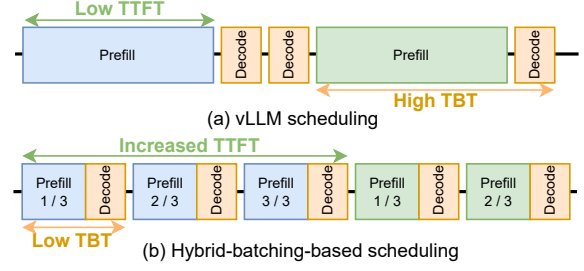 Low TTFT
Prefill
Decode
Decode
Prefill
Decode
High TBT
(a) vLLM scheduling
Increased TTFT
Prefill
1 / 3
Decode
Prefill
2 / 3
Decode
Prefill
3 / 3
Decode
Prefill
1 / 3
Decode
Prefill
2 / 3
Decode
Low TBT
(b) Hybrid-batching-based scheduling